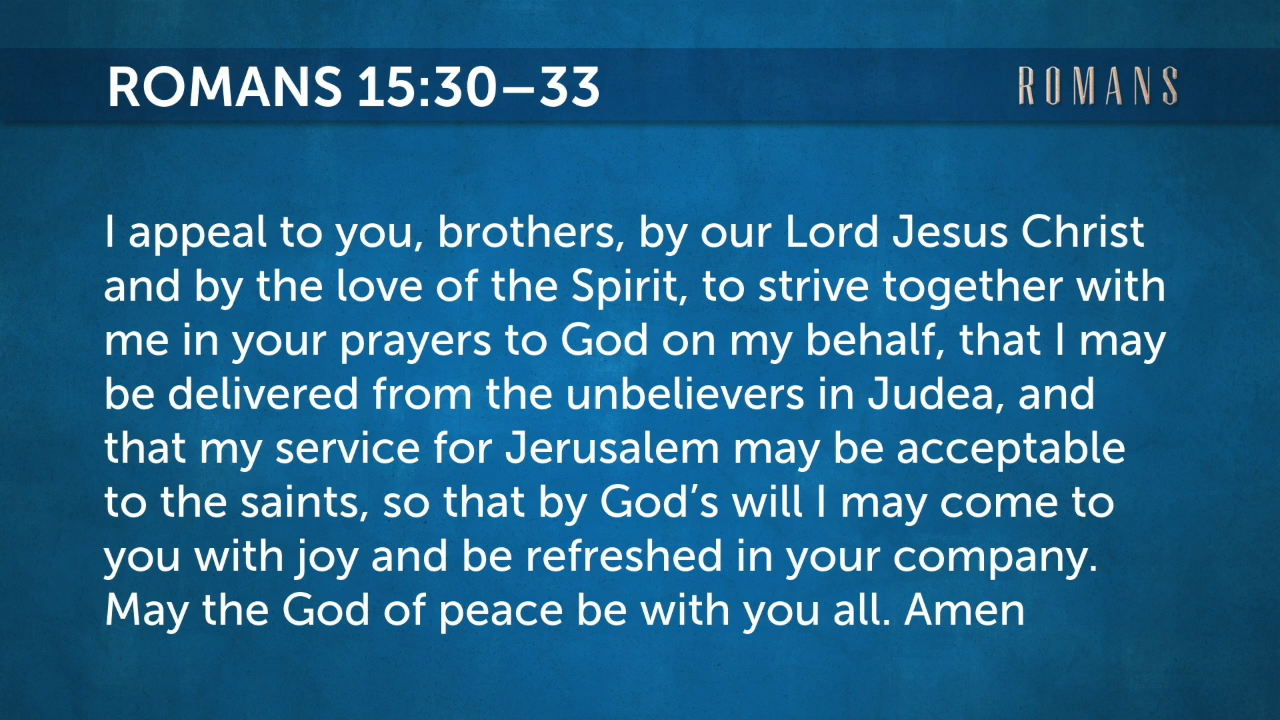 ROMANS 15:30–33
ROMANS
I appeal to you, brothers, by our Lord Jesus Christ
and by the love of the Spirit, to strive together with
me in your prayers to God on my behalf, that I may
be delivered from the unbelievers in Judea, and
that my service for Jerusalem may be acceptable
to the saints, so that by God’s will I may come to
you with joy and be refreshed in your company.
May the God of peace be with you all. Amen